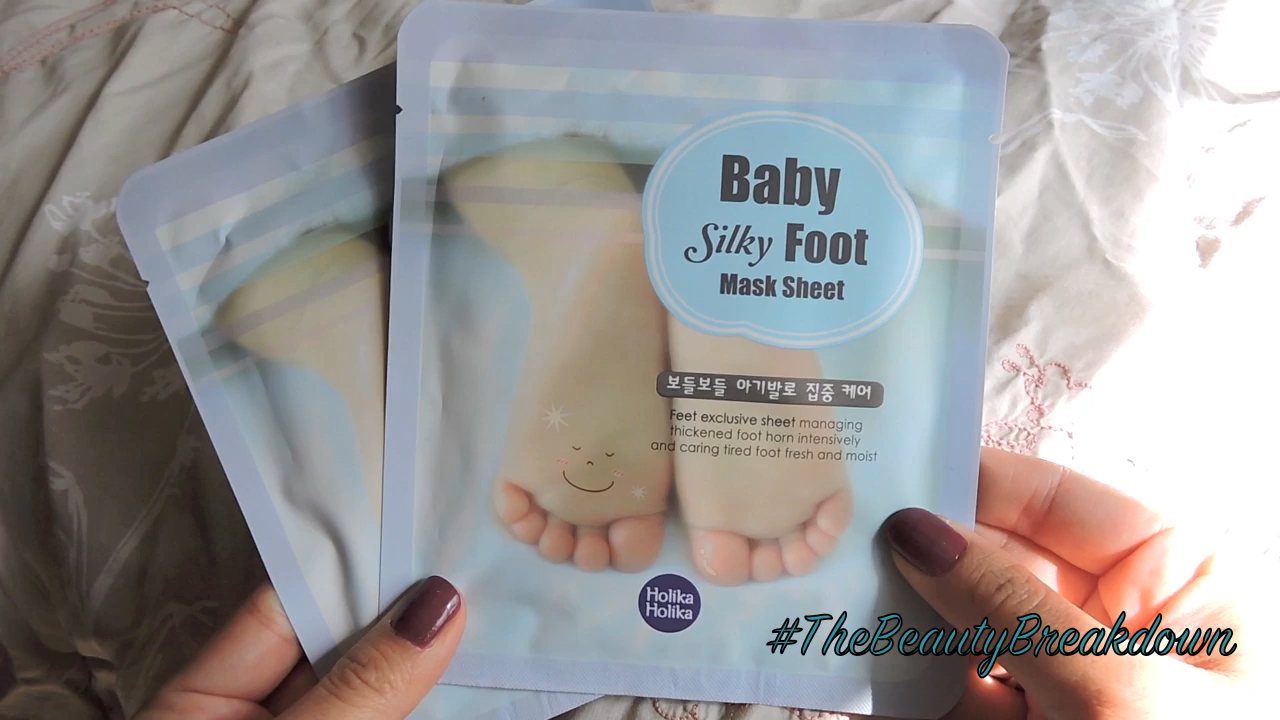 Baby
Silky Foot
Mask Sheet
보들보들 아기발로 집중 케어
Feet exclusive sheet managing
thickened foot horn intensively
and caring tired foot fresh and moist
Holika
Holika
#TheBeautyBreakdown